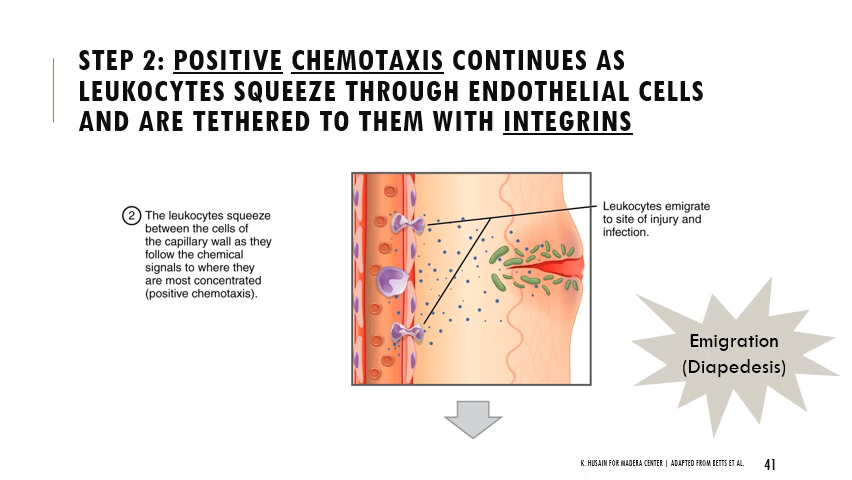 STEP 2: POSITIVE CHEMOTAXIS CONTINUES AS
LEUKOCYTES SQUEEZE THROUGH ENDOTHELIAL CELLS
AND ARE TETHERED TO THEM WITH INTEGRINS
2 The leukocytes squeeze
between the cells of
the capillary wall as they
follow the chemical
signals to where they
are most concentrated
(positive chemotaxis).
Leukocytes emigrate
to site of injury and
infection.
Emigration
(Diapedesis)
K. HUSAIN FOR MADERA CENTER | ADAPTED FROM BETTS ET AL. 41